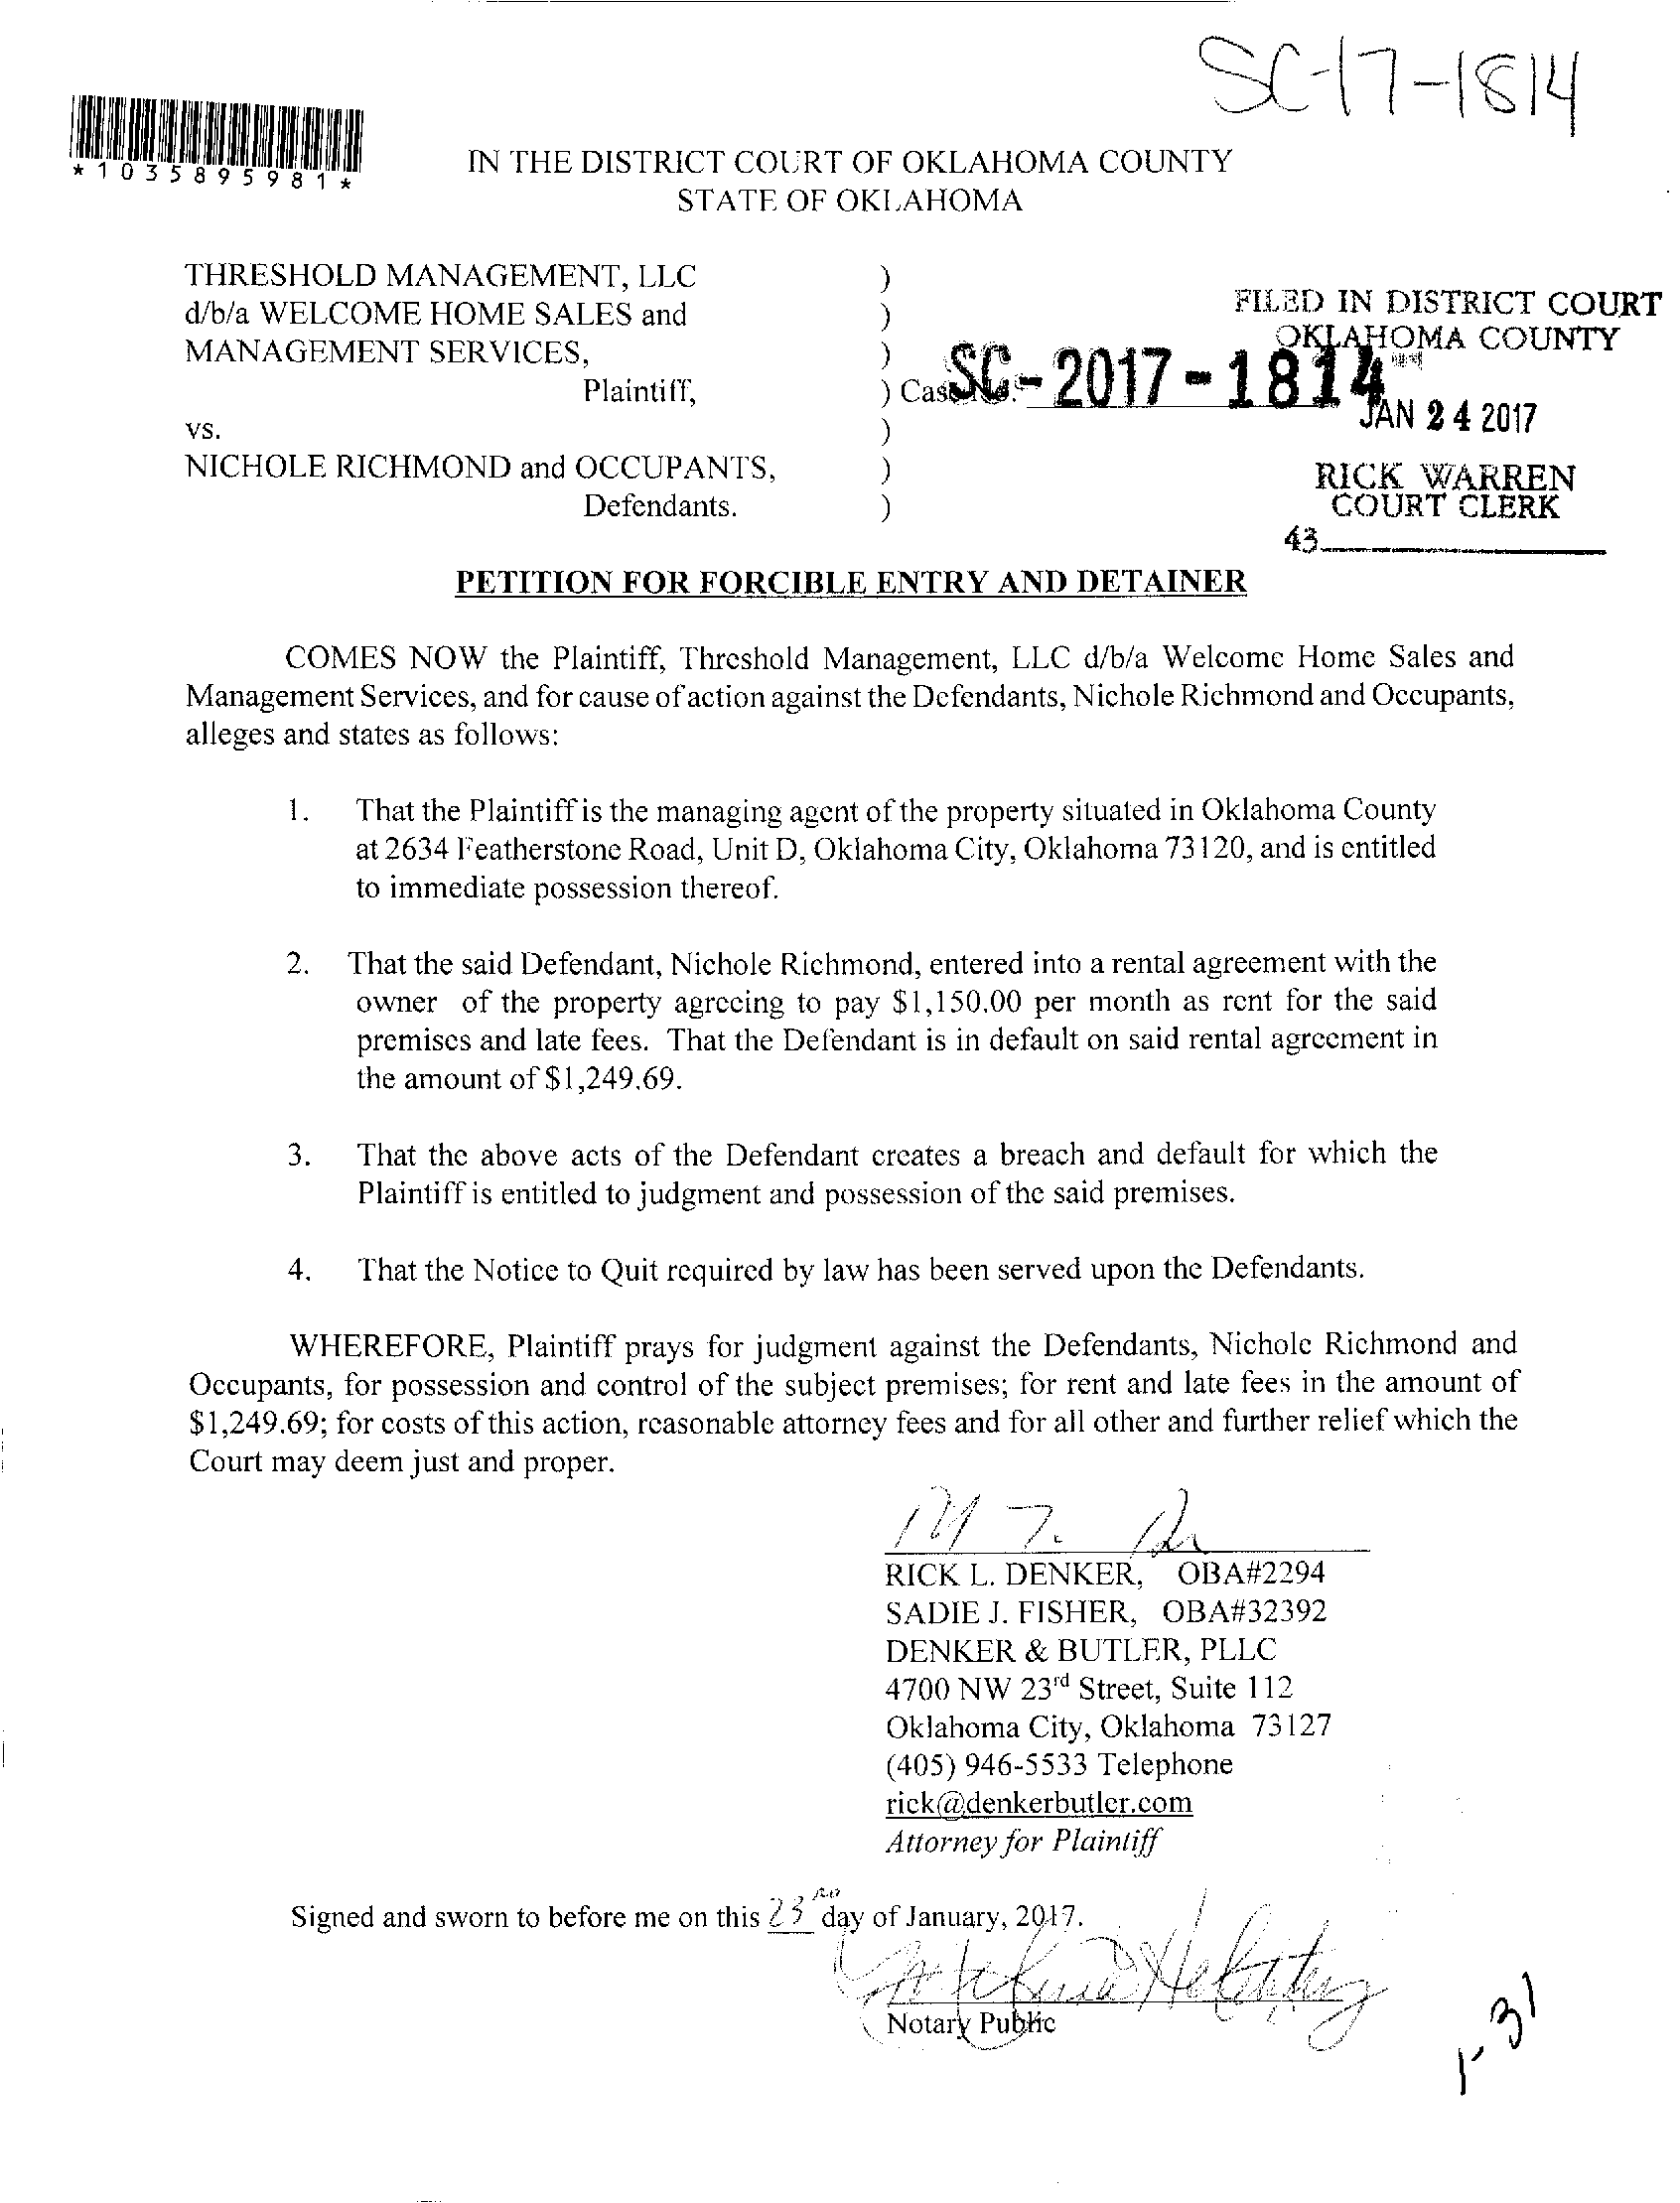 SC-17-1814
*1035895981*
IN THE DISTRICT COURT OF OKLAHOMA COUNTY
STATE OF OKLAHOMA
THRESHOLD MANAGEMENT, LLC )
d/b/a WELCOME HOME SALES and )
MANAGEMENT SERVICES, )
Plaintiff, ) Case No. SC-2017-1814
vs. )
NICHOLE RICHMOND and OCCUPANTS, )
Defendants. )
FILED IN DISTRICT COURT
OKLAHOMA COUNTY
JAN 24 2017
RICK WARREN
COURT CLERK
43
PETITION FOR FORCIBLE ENTRY AND DETAINER
COMES NOW the Plaintiff, Threshold Management, LLC d/b/a Welcome Home Sales and
Management Services, and for cause of action against the Defendants, Nichole Richmond and Occupants,
alleges and states as follows:
1. That the Plaintiff is the managing agent of the property situated in Oklahoma County
at 2634 Featherstone Road, Unit D, Oklahoma City, Oklahoma 73120, and is entitled
to immediate possession thereof.
2. That the said Defendant, Nichole Richmond, entered into a rental agreement with the
owner of the property agreeing to pay $1,150.00 per month as rent for the said
premises and late fees. That the Defendant is in default on said rental agreement in
the amount of $1,249.69.
3. That the above acts of the Defendant creates a breach and default for which the
Plaintiff is entitled to judgment and possession of the said premises.
4. That the Notice to Quit required by law has been served upon the Defendants.
WHEREFORE, Plaintiff prays for judgment against the Defendants, Nichole Richmond and
Occupants, for possession and control of the subject premises; for rent and late fees in the amount of
$1,249.69; for costs of this action, reasonable attorney fees and for all other and further relief which the
Court may deem just and proper.
RICK L. DENKER, OBA#2294
SADIE J. FISHER, OBA#32392
DENKER & BUTLER, PLLC
4700 NW 23rd Street, Suite 112
Oklahoma City, Oklahoma 73127
(405) 946-5533 Telephone
rick@denkerbutler.com
Attorney for Plaintiff
Signed and sworn to before me on this 23rd day of January, 2017.
Notary Public
1-31